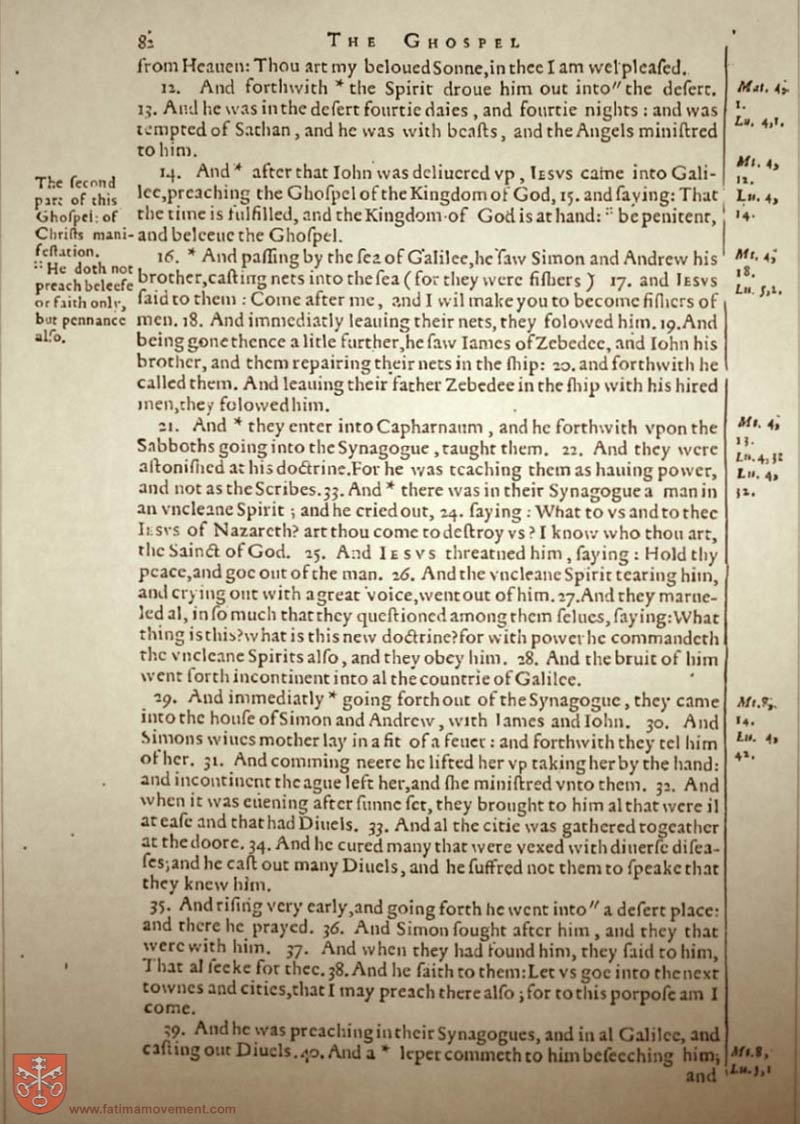 82 THE GHOSPEL
from Heauen: Thou art my beloued Sonne, in thee I am wel pleased.
12. And forthwith * the Spirit droue him out into " the desert.
13. And he was in the desert fourtie daies, and fourtie nights: and was
tempted of Sathan, and he was with beasts, and the Angels ministred
to him.
14. And * after that Iohn was deliuered vp, IESVS came into Gali-
lee, preaching the Ghospel of the Kingdom of God, 15. and saying: That
the time is fulfilled, and the Kingdom of God is at hand: :: be penitent,
and beleeue the Ghospel.
16. * And passing by the sea of Galilee, he saw Simon and Andrew his
brother, casting nets into the sea (for they were fishers) 17. and IESVS
said to them: Come after me, and I wil make you to become fishers of
men. 18. And immediatly leauing their nets, they folowed him. 19. And
being gone thence a litle further, he saw Iames of Zebedee, and Iohn his
brother, and them repairing their nets in the ship: 20. and forthwith he
called them. And leauing their father Zebedee in the ship with his hired
men, they folowed him.
21. And * they enter into Capharnaum, and he forthwith vpon the
Sabboths going into the Synagogue, taught them. 22. And they were
astonished at his doctrine. For he was teaching them as hauing power,
and not as the Scribes. 33. And * there was in their Synagogue a man in
an vncleane Spirit; and he cried out, 24. saying: What to vs and to thee
IESVS of Nazareth? art thou come to destroy vs? I know who thou art,
the Sainct of God. 25. And IESVS threatned him, saying: Hold thy
peace, and goe out of the man. 26. And the vncleane Spirit tearing him,
and crying out with a great voice, went out of him. 27. And they marue-
led al, in so much that they questioned among them selues, saying: What
thing is this? what is this new doctrine? for with power he commandeth
the vncleane Spirits also, and they obey him. 28. And the bruit of him
went forth incontinent into al the countrie of Galilee.
29. And immediatly * going forth out of the Synagogue, they came
into the house of Simon and Andrew, with Iames and Iohn. 30. And
Simons wiues mother lay in a fit of a feuer: and forthwith they tel him
of her. 31. And comming neere he lifted her vp taking her by the hand:
and incontinent the ague left her, and she ministred vnto them. 32. And
when it was euening after sunne set, they brought to him al that were il
at ease and that had Diuels. 33. And al the citie was gathered togeather
at the doore. 34. And he cured many that were vexed with diuerse disea-
ses; and he cast out many Diuels, and he suffred not them to speake that
they knew him.
35. And rising very early, and going forth he went into " a desert place:
and there he prayed. 36. And Simon sought after him, and they that
were with him. 37. And when they had found him, they said to him,
That al seeke for thee. 38. And he saith to them: Let vs goe into the next
townes and cities, that I may preach there also; for to this porpose am I
come.
39. And he was preaching in their Synagogues, and in al Galilee, and
casting out Diuels. 40. And a * leper commeth to him beseeching him;
and
The second
part of this
Ghospel: of
Christs mani-
festation.
:: He doth not
preach beleefe
or faith only,
but pennance
also.
Mat. 4,
1.
Lu. 4,1.
Mt. 4,
12.
Lu. 4,
14.
Mt. 4,
18.
Lu. 5,2.
Mt. 4,
13.
Lu. 4,31
Lu. 4,
32.
Mt. 8,
14.
Lu. 4,
42.
Mt. 8,
Lu. 5,1
www.fatimamovement.com